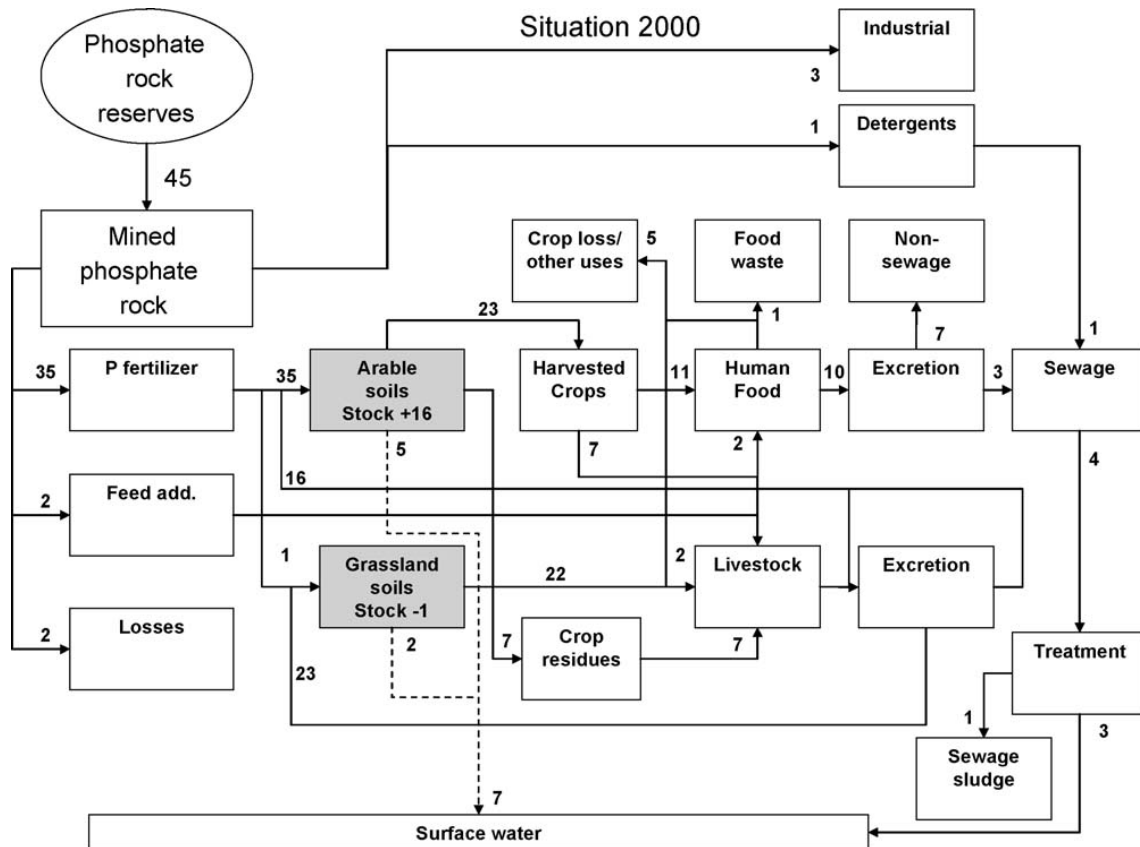 Situation 2000
Phosphate
rock
reserves
45
Mined
phosphate
rock
Industrial
3
Detergents
1
Crop loss/
other uses
5
Food
waste
1
Non-
sewage
7
1
23
35
P fertilizer
35
Arable
soils
Stock +16
5
Harvested
Crops
11
7
Human
Food
2
10
Excretion
3
Sewage
4
16
2
Feed add.
1
Grassland
soils
Stock -1
2
22
2
Livestock
Excretion
2
Losses
23
7
Crop
residues
7
Treatment
1
3
Sewage
sludge
7
Surface water